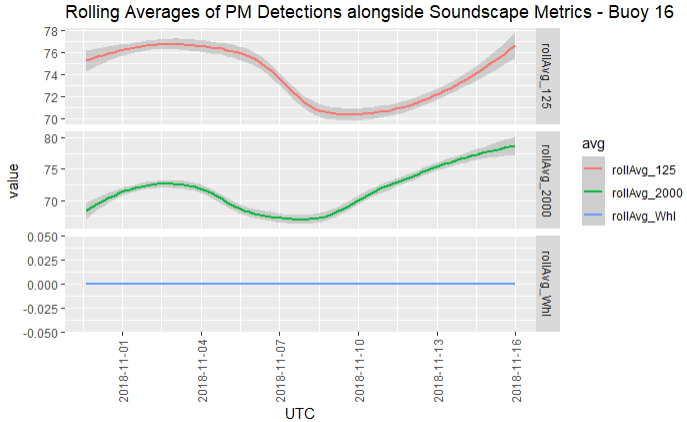 Rolling Averages of PM Detections alongside Soundscape Metrics - Buoy 16
78
76
74
72
70
rollAvg_125
80
75
70
rollAvg_2000
0.050
0.025
0.000
-0.025
-0.050
rollAvg_Whl
value
2018-11-01
2018-11-04
2018-11-07
2018-11-10
2018-11-13
2018-11-16
UTC
avg
rollAvg_125
rollAvg_2000
rollAvg_Whl